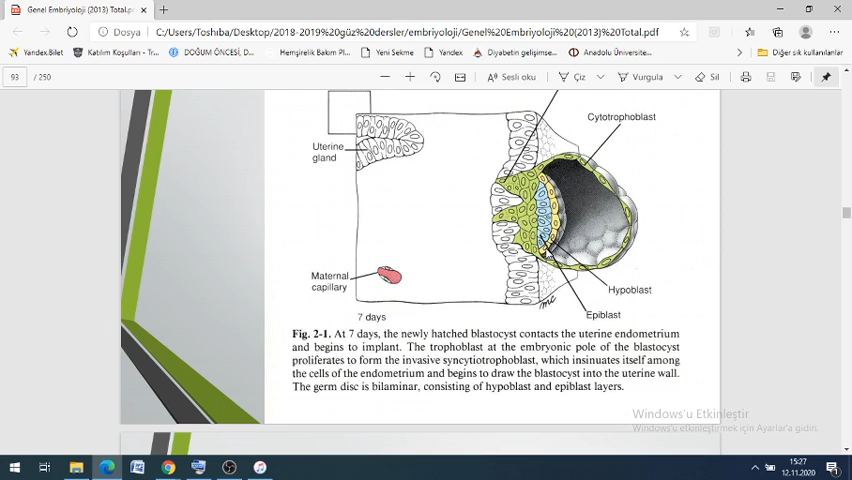 Genel Embriyoloji (2013) Total.pd
Dosya
C:/Users/Toshıba/Desktop/2018-2019%20güz%20dersler/embriyoloji/Genel%20Embriyoloji%20(2013)%20Total.pdf
Yandex.Bilet
Katılım Koşulları - Tr...
DOĞUM ÖNCESİ, D...
Hemşirelik Bakım Pl...
Yeni Sekme
Yandex
Diyabetin gelişimse...
Anadolu Üniversite...
Diğer sık kullanılanlar
93 / 250
Sesli oku
Çiz
Vurgula
Sil
Cytotrophoblast
Uterine
gland
Maternal
capillary
Hypoblast
Epiblast
mc
7 days
Fig. 2-1. At 7 days, the newly hatched blastocyst contacts the uterine endometrium
and begins to implant. The trophoblast at the embryonic pole of the blastocyst
proliferates to form the invasive syncytiotrophoblast, which insinuates itself among
the cells of the endometrium and begins to draw the blastocyst into the uterine wall.
The germ disc is bilaminar, consisting of hypoblast and epiblast layers.
Windows'u Etkinleştir
Windows'u etkinleştirmek için Ayarlar'a gidin.
15:27
12.11.2020